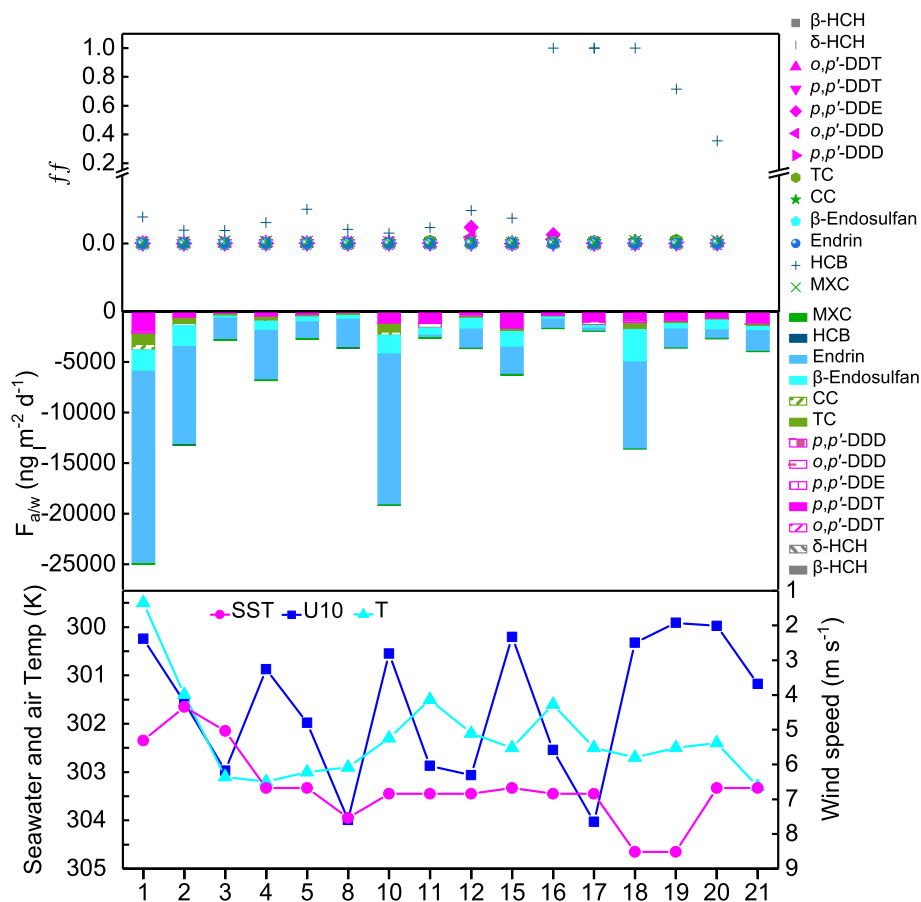 β-HCH
δ-HCH
o,p′-DDT
p,p′-DDT
p,p′-DDE
o,p′-DDD
p,p′-DDD
TC
CC
β-Endosulfan
Endrin
HCB
MXC
ff
1.0
0.8
0.6
0.4
0.2
0.0
MXC
HCB
Endrin
β-Endosulfan
CC
TC
p,p′-DDD
o,p′-DDD
p,p′-DDE
p,p′-DDT
o,p′-DDT
δ-HCH
β-HCH
Fa/w (ng m-2 d-1)
0
-5000
-10000
-15000
-20000
-25000
SST U10 T
Seawater and air Temp (K)
300
301
302
303
304
305
Wind speed (m s-1)
1
2
3
4
5
6
7
8
9
1 2 3 4 5 8 10 11 12 15 16 17 18 19 20 21